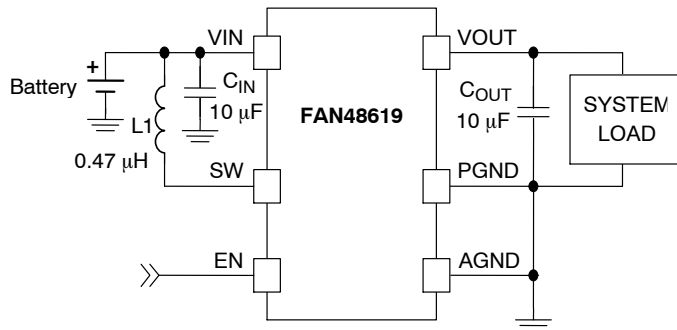 VIN
VOUT
+
Battery
C_IN
10 μF
L1
0.47 μH
FAN48619
C_OUT
10 μF
SYSTEM
LOAD
SW
PGND
EN
AGND